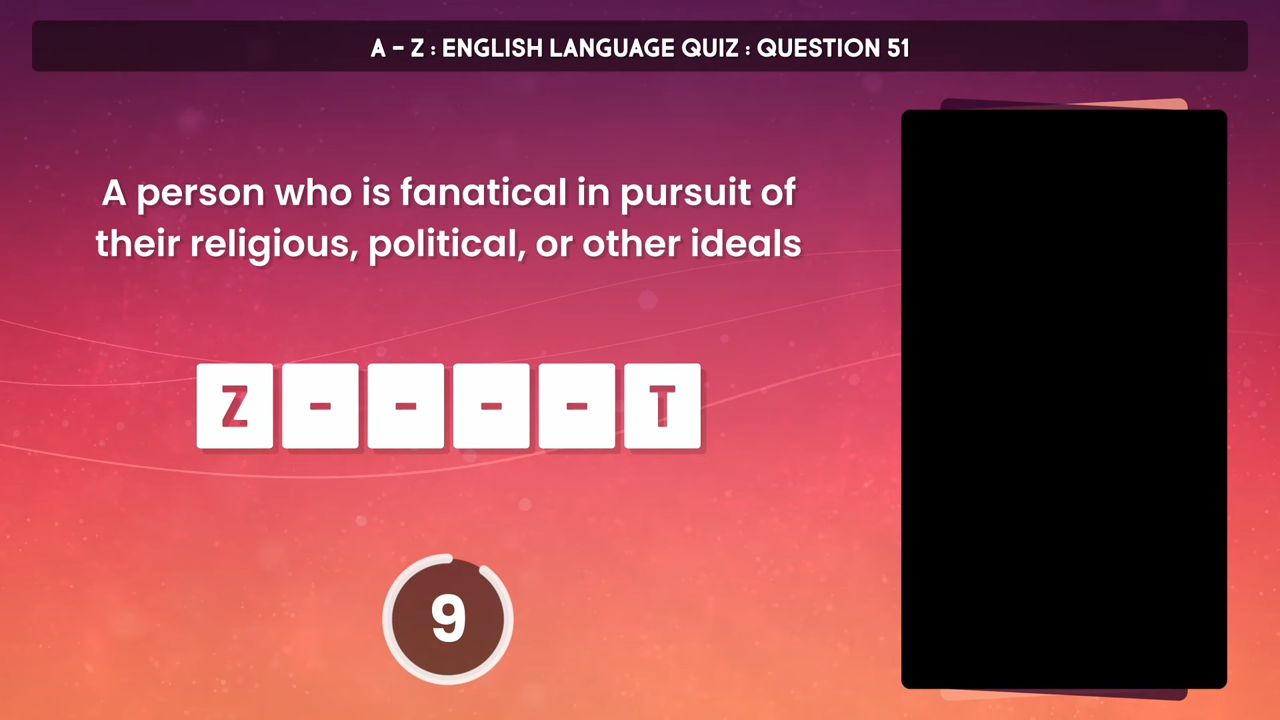 A - Z : ENGLISH LANGUAGE QUIZ : QUESTION 51
A person who is fanatical in pursuit of
their religious, political, or other ideals
Z - - - - T
9